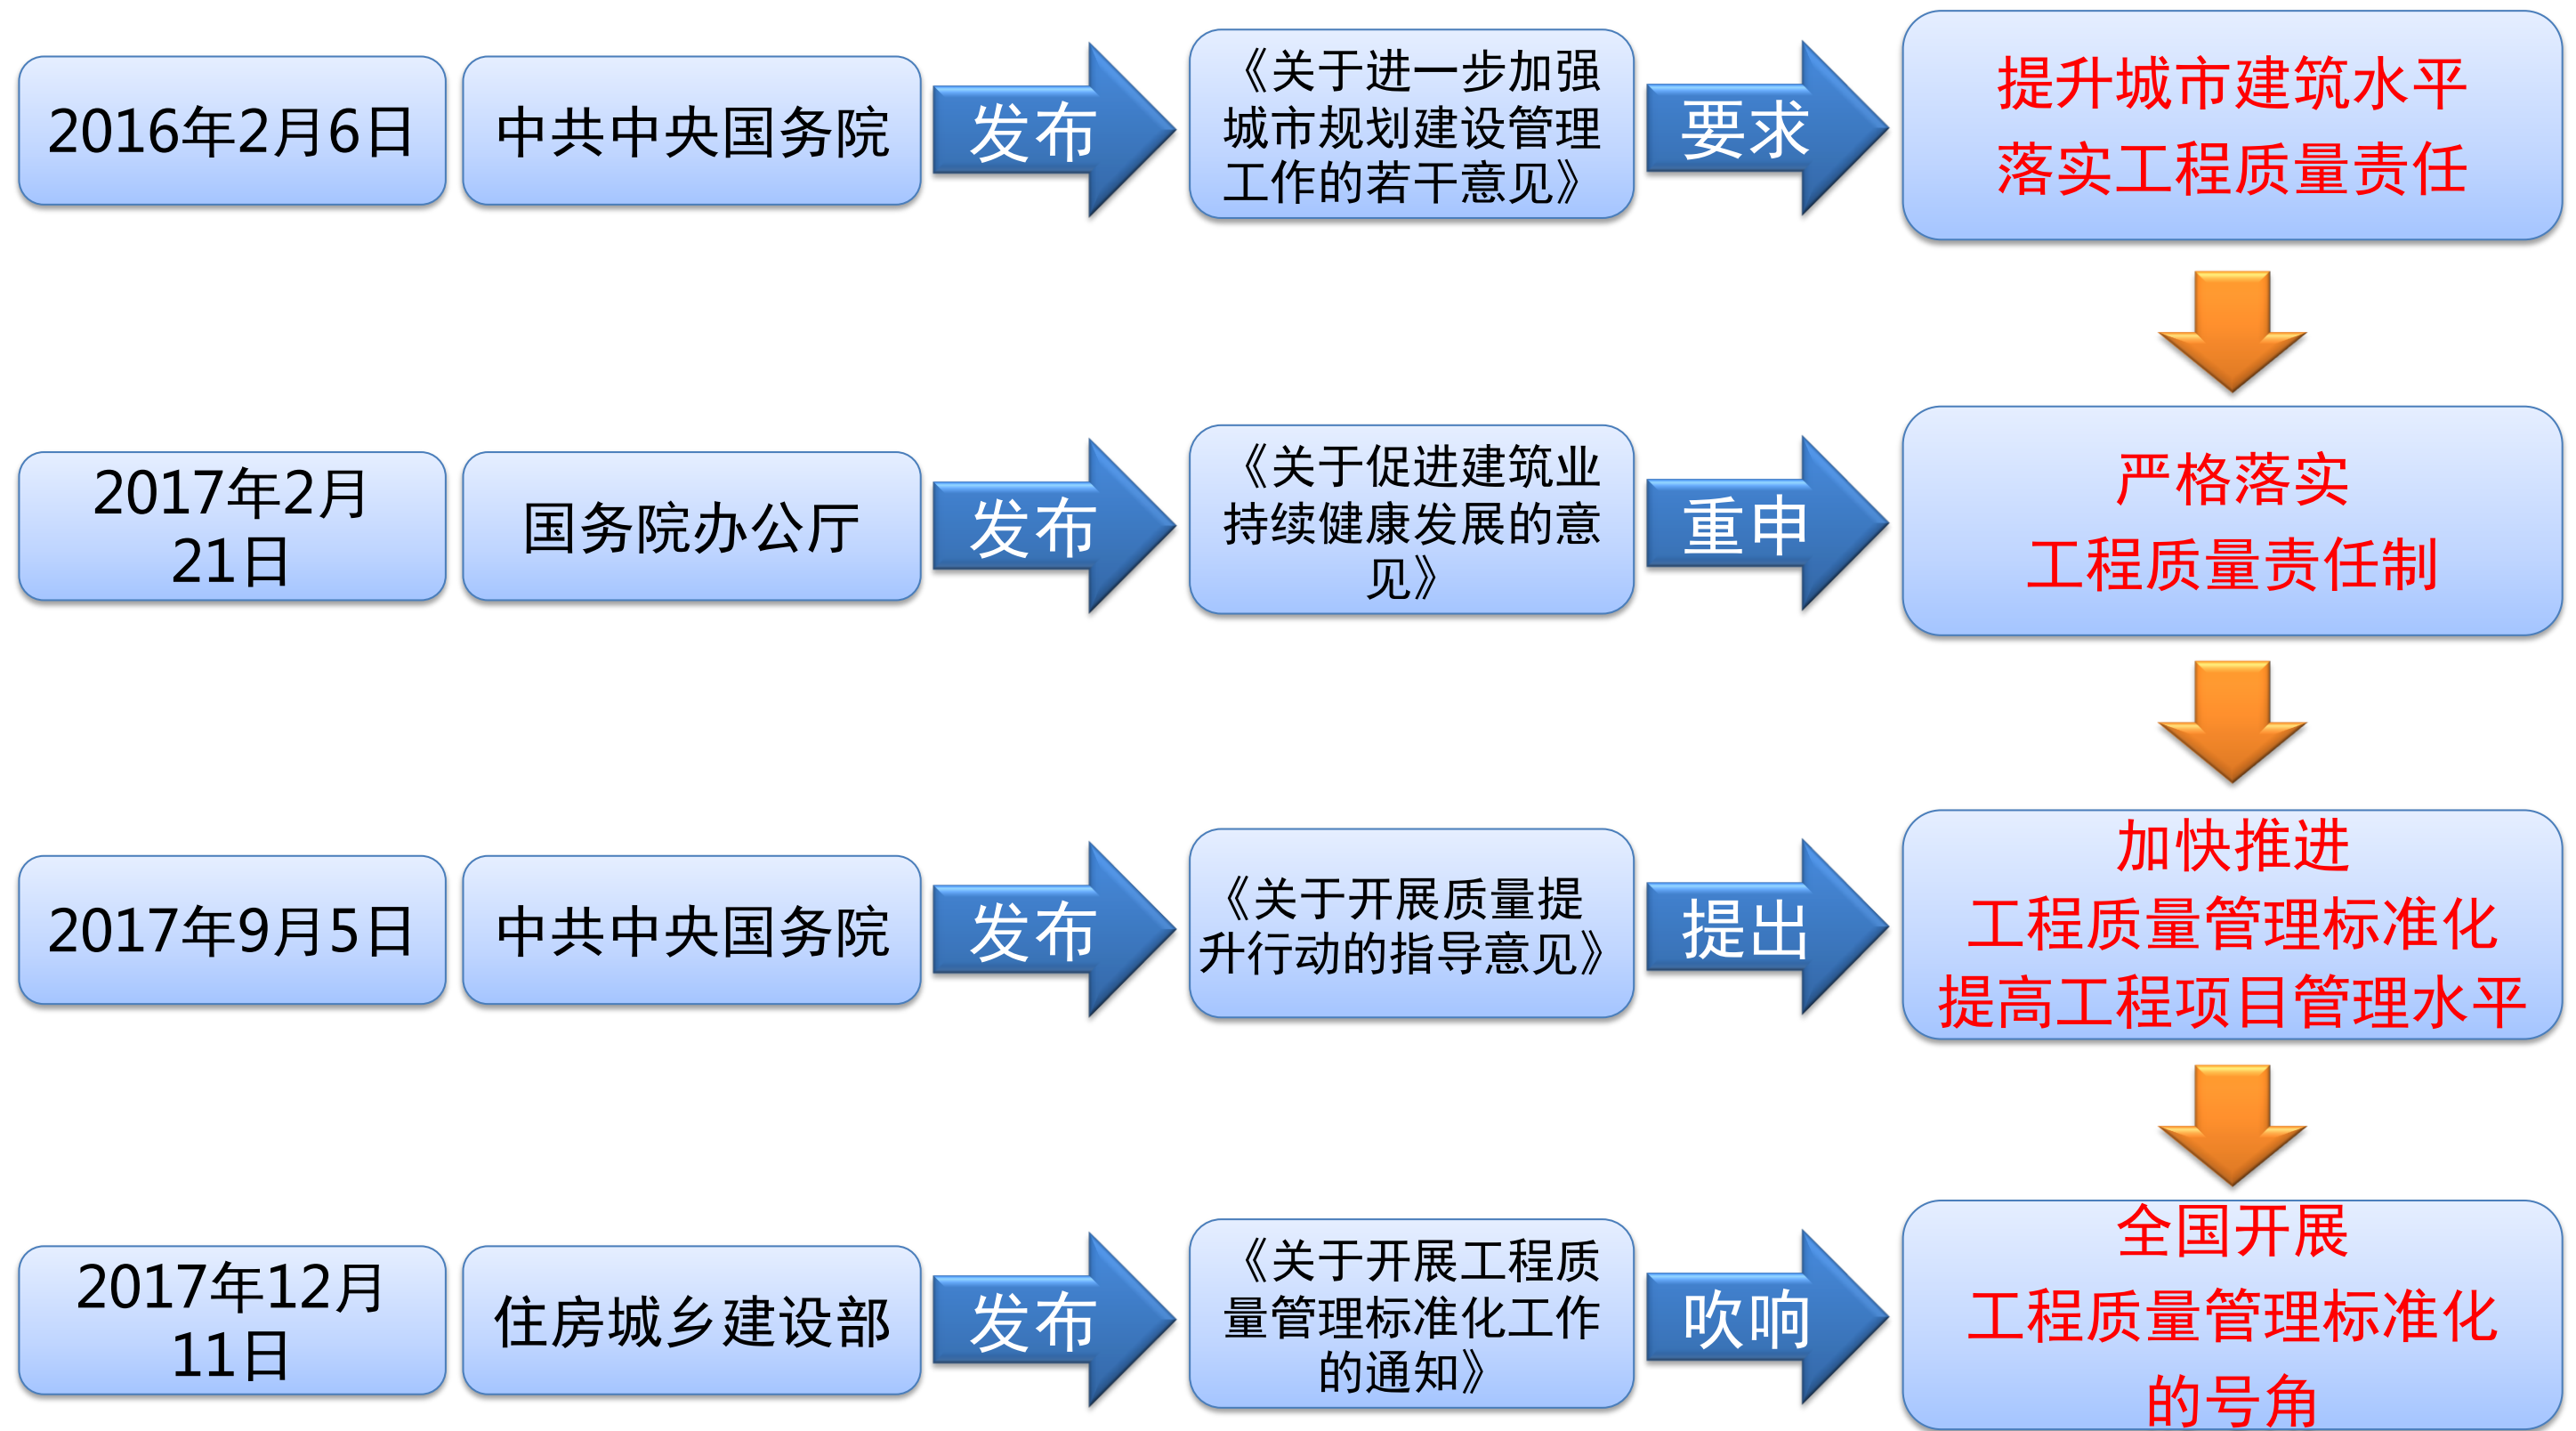 2016年2月6日
中共中央国务院
发布
《关于进一步加强
城市规划建设管理
工作的若干意见》
要求
提升城市建筑水平
落实工程质量责任
2017年2月
21日
国务院办公厅
发布
《关于促进建筑业
持续健康发展的意
见》
重申
严格落实
工程质量责任制
2017年9月5日
中共中央国务院
发布
《关于开展质量提
升行动的指导意见》
提出
加快推进
工程质量管理标准化
提高工程项目管理水平
2017年12月
11日
住房城乡建设部
发布
《关于开展工程质
量管理标准化工作
的通知》
吹响
全国开展
工程质量管理标准化
的号角